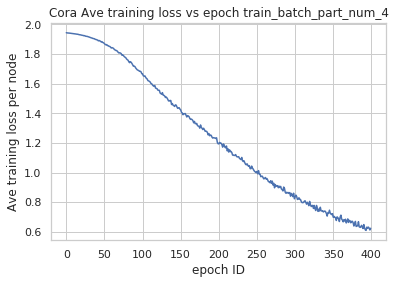 Cora Ave training loss vs epoch train_batch_part_num_4
2.0
1.8
1.6
1.4
1.2
1.0
0.8
0.6
Ave training loss per node
0 50 100 150 200 250 300 350 400
epoch ID